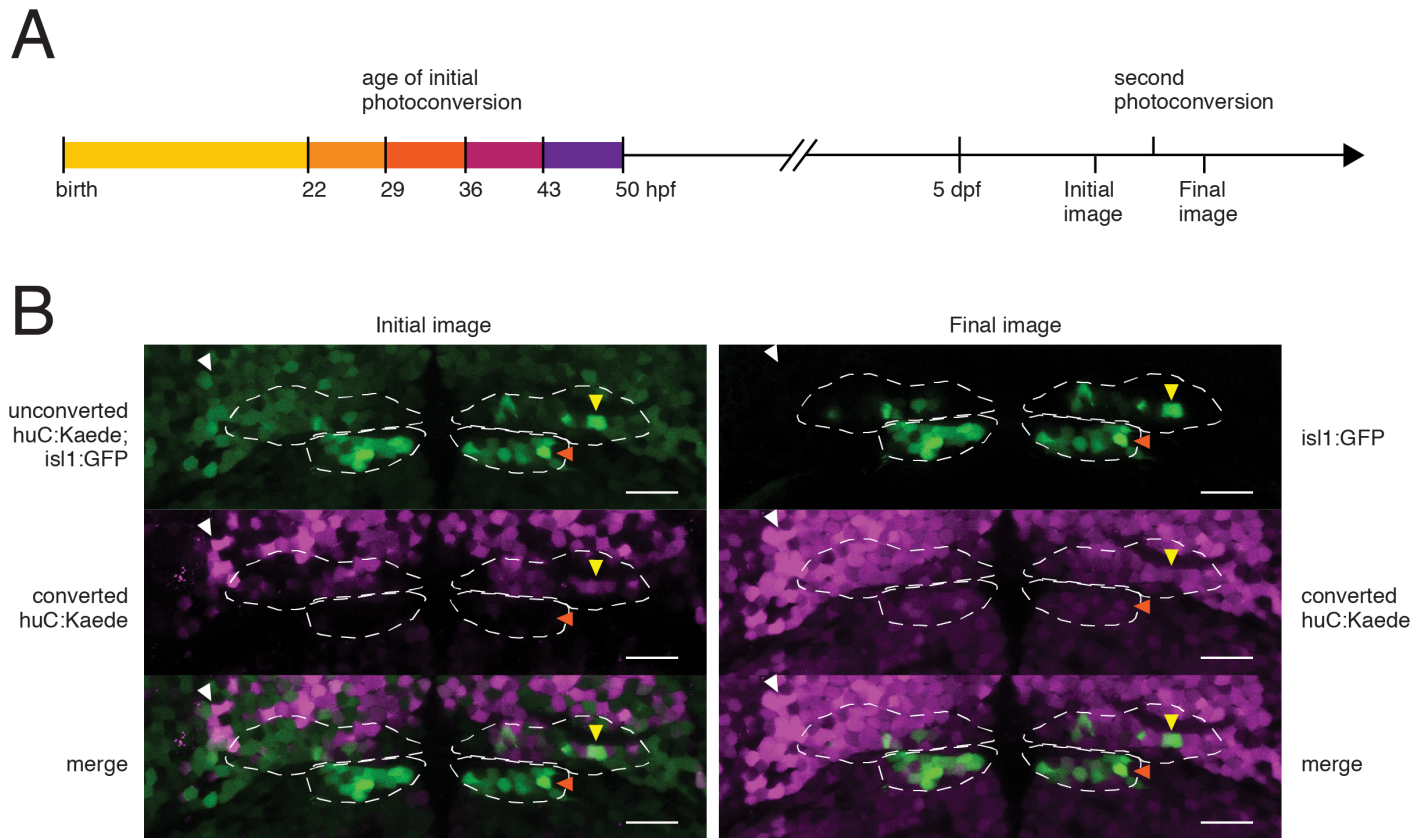 A
age of initial
photoconversion
second
photoconversion
birth
22
29
36
43
50 hpf
5 dpf
Initial
image
Final
image
B
Initial image
Final image
unconverted
huC:Kaede;
isl1:GFP
isl1:GFP
converted
huC:Kaede
converted
huC:Kaede
merge
merge